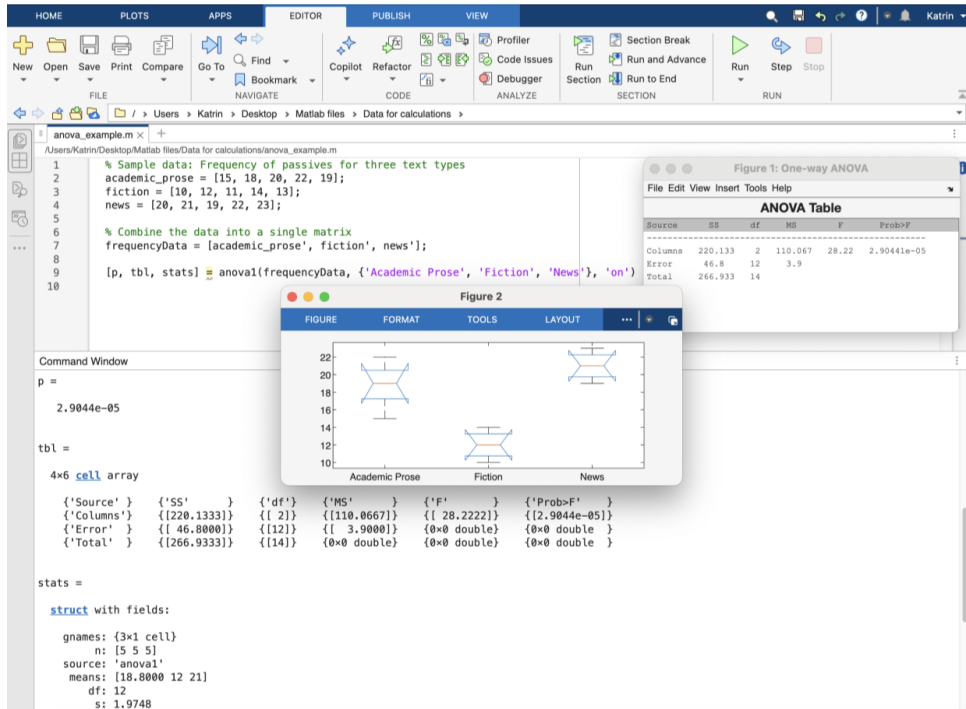 HOME PLOTS APPS EDITOR PUBLISH VIEW Katrin
New Open Save Print Compare Go To Find Bookmark Copilot Refactor Profiler Code Issues Debugger Run Section Section Break Run and Advance Run to End Run Step Stop
FILE NAVIGATE CODE ANALYZE SECTION RUN
/ › Users › Katrin › Desktop › Matlab files › Data for calculations ›
anova_example.m × +
/Users/Katrin/Desktop/Matlab files/Data for calculations/anova_example.m
1 % Sample data: Frequency of passives for three text types
2 academic_prose = [15, 18, 20, 22, 19];
3 fiction = [10, 12, 11, 14, 13];
4 news = [20, 21, 19, 22, 23];
5
6 % Combine the data into a single matrix
7 frequencyData = [academic_prose', fiction', news'];
8
9 [p, tbl, stats] = anova1(frequencyData, {'Academic Prose', 'Fiction', 'News'}, 'on')
10
Figure 1: One-way ANOVA
File Edit View Insert Tools Help
ANOVA Table
Source SS df MS F Prob>F
Columns 220.133 2 110.067 28.22 2.90441e-05
Error 46.8 12 3.9
Total 266.933 14
Figure 2
FIGURE FORMAT TOOLS LAYOUT ...
22
20
18
16
14
12
10
Academic Prose Fiction News
Command Window
p =
2.9044e-05
tbl =
4×6 cell array
{'Source' } {'SS' } {'df'} {'MS' } {'F' } {'Prob>F' }
{'Columns'} {[220.1333]} {[ 2]} {[110.0667]} {[ 28.2222]} {[2.9044e-05]}
{'Error' } {[ 46.8000]} {[12]} {[ 3.9000]} {0×0 double} {0×0 double }
{'Total' } {[266.9333]} {[14]} {0×0 double} {0×0 double} {0×0 double }
stats =
struct with fields:
gnames: {3×1 cell}
n: [5 5 5]
source: 'anova1'
means: [18.8000 12 21]
df: 12
s: 1.9748